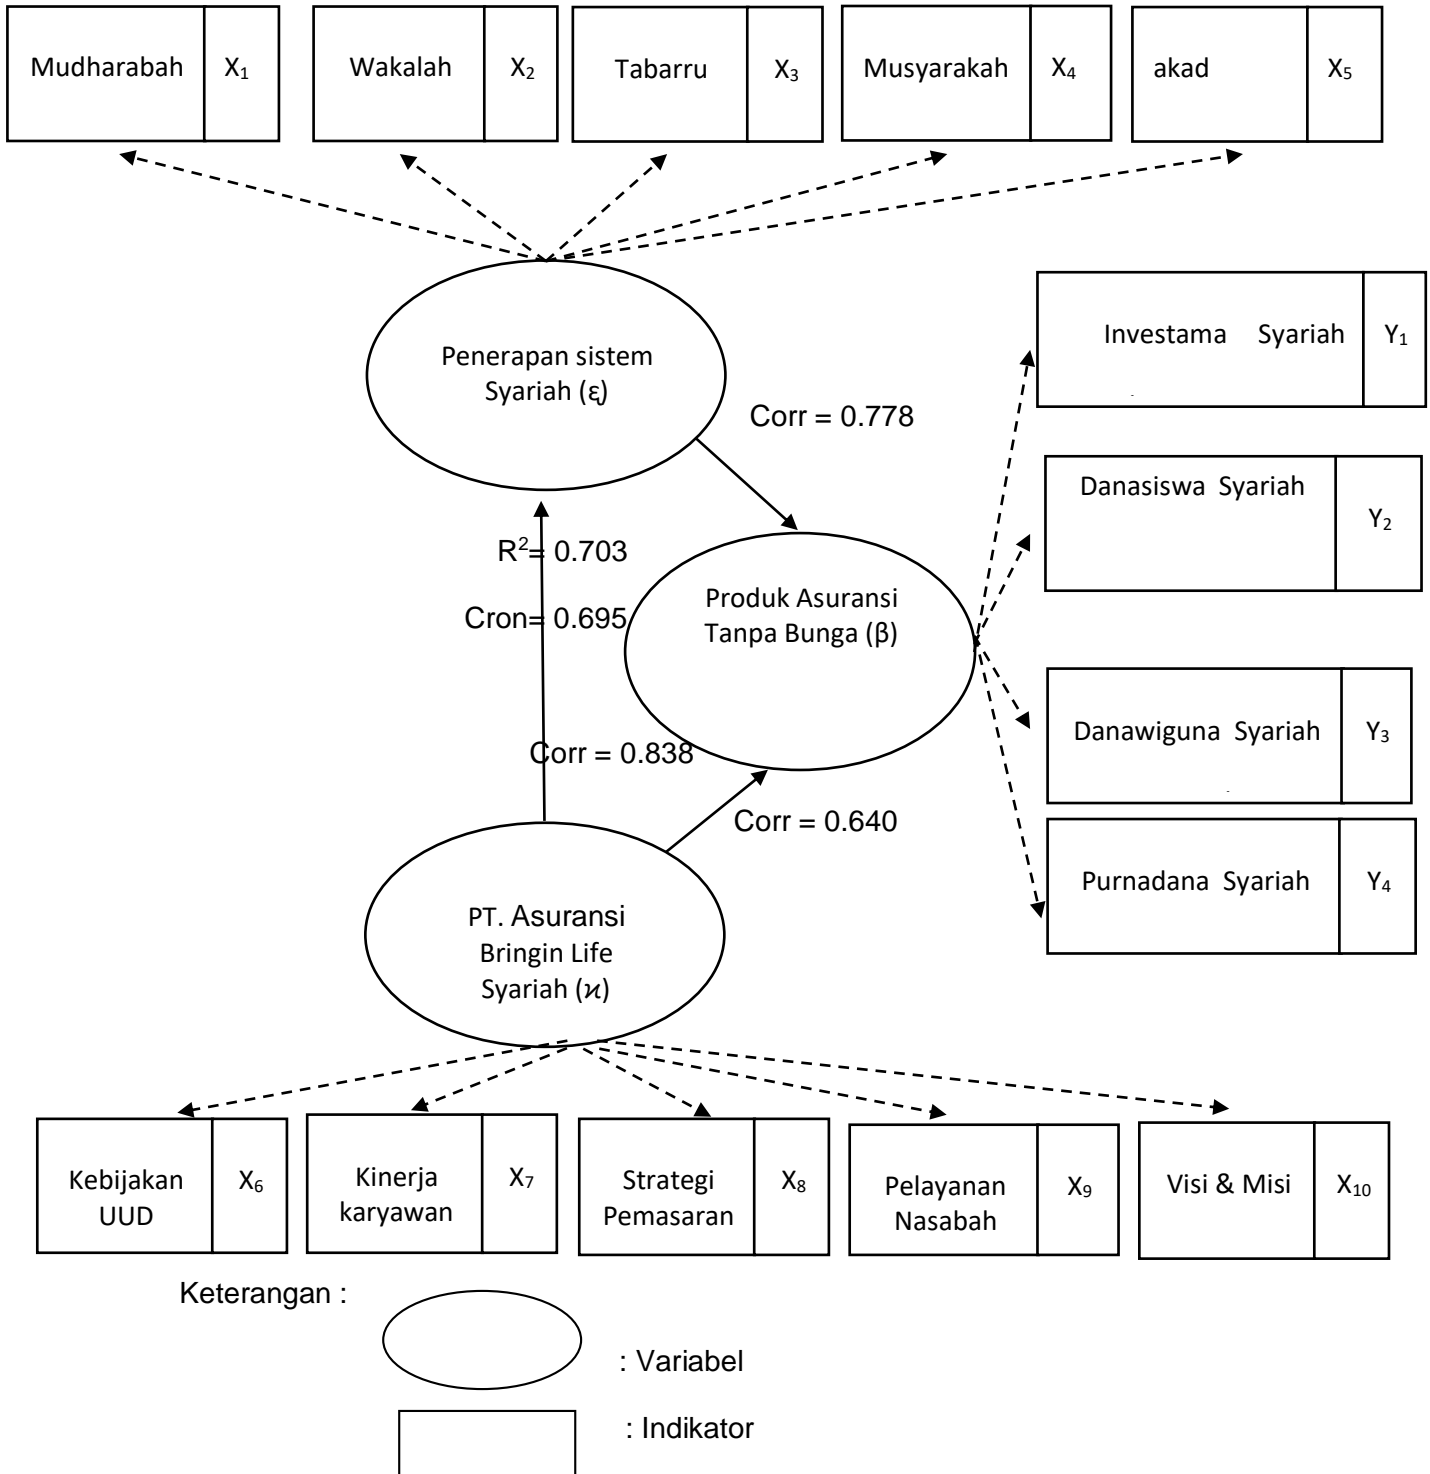 Mudharabah X₁
Wakalah X₂
Tabarru X₃
Musyarakah X₄
akad X₅
Penerapan sistem
Syariah (ξ)
Investama Syariah Y₁
Corr = 0.778
Danasiswa Syariah
Y₂
R²= 0.703
Cron= 0.695
Produk Asuransi
Tanpa Bunga (β)
Danawiguna Syariah Y₃
Corr = 0.838
Corr = 0.640
Purnadana Syariah Y₄
PT. Asuransi
Bringin Life
Syariah (ϰ)
Kebijakan
UUD
X₆
Kinerja
karyawan
X₇
Strategi
Pemasaran
X₈
Pelayanan
Nasabah
X₉
Visi & Misi X₁₀
Keterangan :
: Variabel
: Indikator